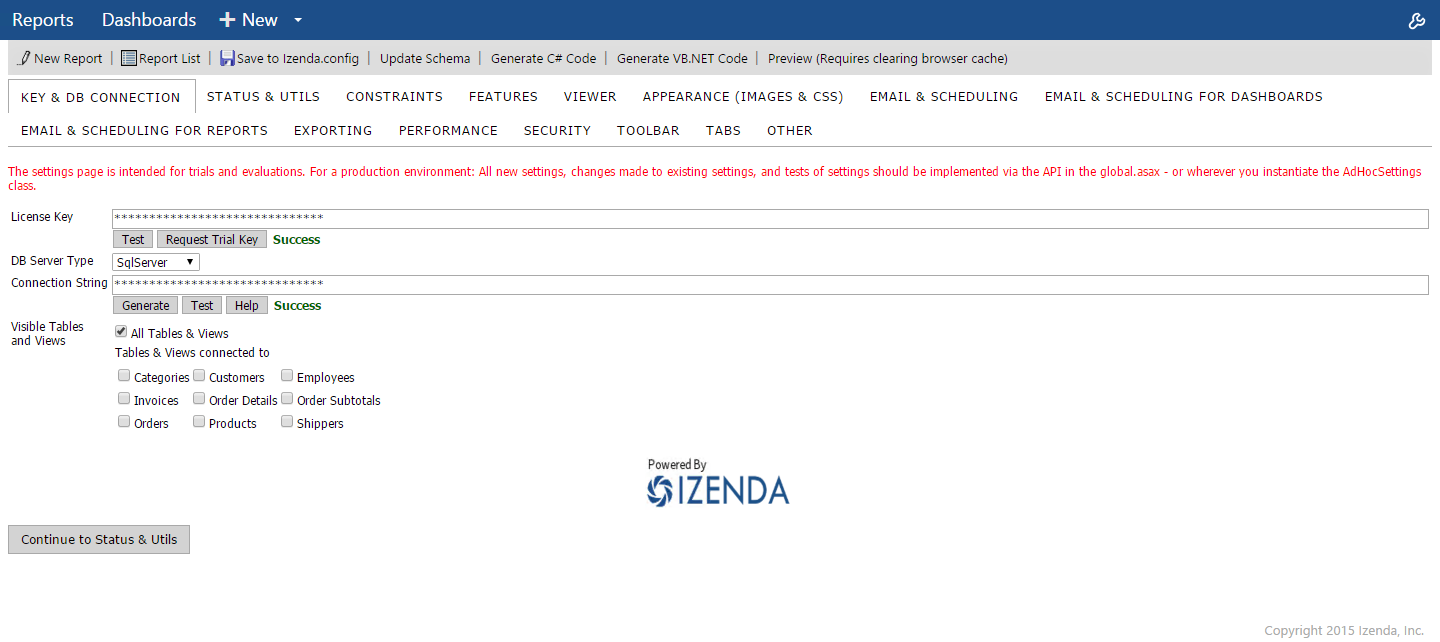 Reports Dashboards New
New Report | Report List | Save to Izenda.config | Update Schema | Generate C# Code | Generate VB.NET Code | Preview (Requires clearing browser cache)
KEY & DB CONNECTION STATUS & UTILS CONSTRAINTS FEATURES VIEWER APPEARANCE (IMAGES & CSS) EMAIL & SCHEDULING EMAIL & SCHEDULING FOR DASHBOARDS
EMAIL & SCHEDULING FOR REPORTS EXPORTING PERFORMANCE SECURITY TOOLBAR TABS OTHER
The settings page is intended for trials and evaluations. For a production environment: All new settings, changes made to existing settings, and tests of settings should be implemented via the API in the global.asax - or wherever you instantiate the AdHocSettings
class.
License Key ******************************
Test Request Trial Key Success
DB Server Type SqlServer
Connection String ******************************
Generate Test Help Success
Visible Tables
and Views
All Tables & Views
Tables & Views connected to
Categories Customers Employees
Invoices Order Details Order Subtotals
Orders Products Shippers
Powered By
IZENDA
Continue to Status & Utils
Copyright 2015 Izenda, Inc.